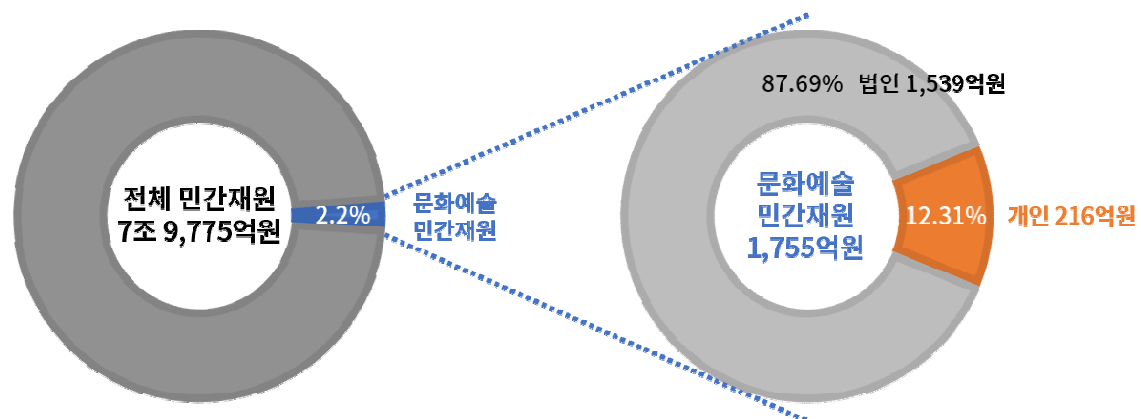 전체 민간재원
7조 9,775억원
2.2%
문화예술
민간재원
87.69% 법인 1,539억원
문화예술
민간재원
1,755억원
12.31%
개인 216억원